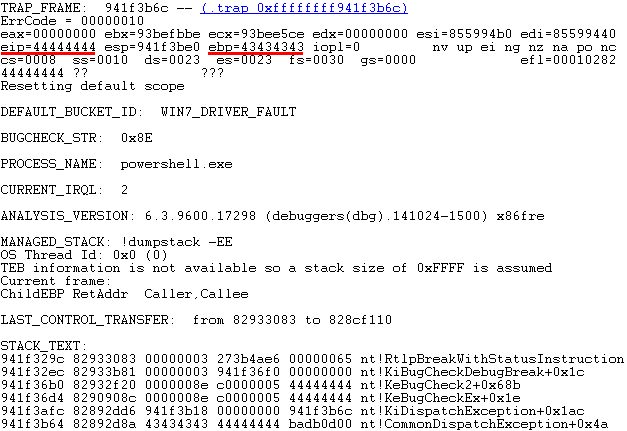 TRAP_FRAME:  941f3b6c -- (.trap 0xffffffff941f3b6c)
ErrCode = 00000010
eax=00000000 ebx=93befbbe ecx=93bee5ce edx=00000000 esi=855994b0 edi=85599440
eip=44444444 esp=941f3be0 ebp=43434343 iopl=0         nv up ei ng nz na po nc
cs=0008  ss=0010  ds=0023  es=0023  fs=0030  gs=0000             efl=00010282
44444444 ??              ???
Resetting default scope
DEFAULT_BUCKET_ID:  WIN7_DRIVER_FAULT
BUGCHECK_STR:  0x8E
PROCESS_NAME:  powershell.exe
CURRENT_IRQL:  2
ANALYSIS_VERSION: 6.3.9600.17298 (debuggers(dbg).141024-1500) x86fre
MANAGED_STACK: !dumpstack -EE
OS Thread Id: 0x0 (0)
TEB information is not available so a stack size of 0xFFFF is assumed
Current frame:
ChildEBP RetAddr  Caller,Callee
LAST_CONTROL_TRANSFER:  from 82933083 to 828cf110
STACK_TEXT:
941f329c 82933083 00000003 273b4ae6 00000065 nt!RtlpBreakWithStatusInstruction
941f32ec 82933b81 00000003 941f36f0 00000000 nt!KiBugCheckDebugBreak+0x1c
941f36b0 82932f20 0000008e c0000005 44444444 nt!KeBugCheck2+0x68b
941f36d4 8290908c 0000008e c0000005 44444444 nt!KeBugCheckEx+0x1e
941f3afc 82892dd6 941f3b18 00000000 941f3b6c nt!KiDispatchException+0x1ac
941f3b64 82892d8a 43434343 44444444 badb0d00 nt!CommonDispatchException+0x4a